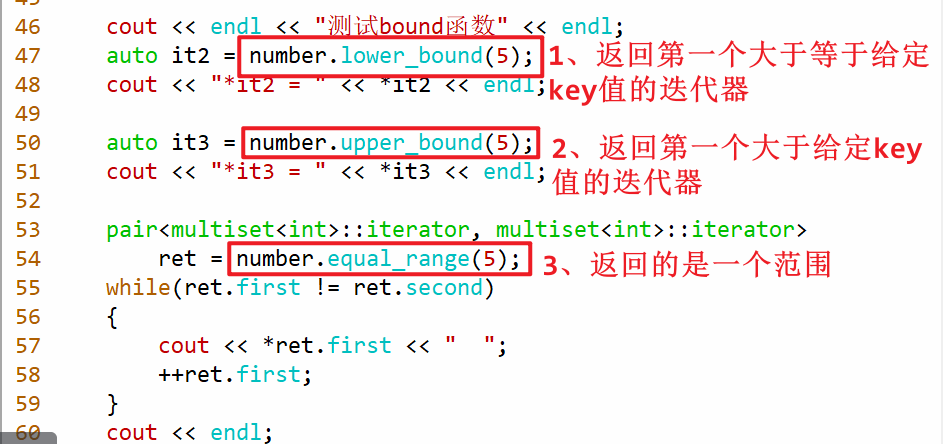 46 cout << endl << "测试bound函数" << endl;
47 auto it2 = number.lower_bound(5); 1、返回第一个大于等于给定
48 cout << "*it2 = " << *it2 << endl; key值的迭代器
49
50 auto it3 = number.upper_bound(5); 2、返回第一个大于给定key
51 cout << "*it3 = " << *it3 << endl; 值的迭代器
52
53 pair<multiset<int>::iterator, multiset<int>::iterator>
54 ret = number.equal_range(5); 3、返回的是一个范围
55 while(ret.first != ret.second)
56 {
57 cout << *ret.first << "  ";
58 ++ret.first;
59 }
60 cout << endl;